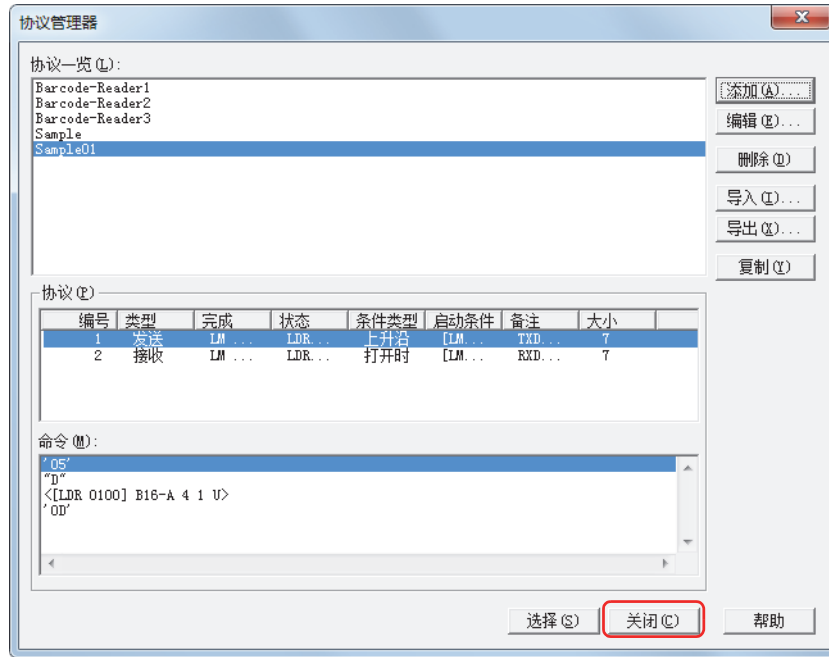 协议管理器
协议一览(L):
Barcode-Reader1
Barcode-Reader2
Barcode-Reader3
Sample
Sample01
添加(A)...
编辑(E)...
删除(D)
导入(I)...
导出(X)...
复制(Y)
协议(P)
编号 类型 完成 状态 条件类型 启动条件 备注 大小
1 发送 LM ... LDR... 上升沿 [LM... TXD... 7
2 接收 LM ... LDR... 打开时 [LM... RXD... 7
命令(M):
'05'
"D"
<[LDR 0100] B16-A 4 1 U>
'0D'
选择(S) 关闭(C) 帮助